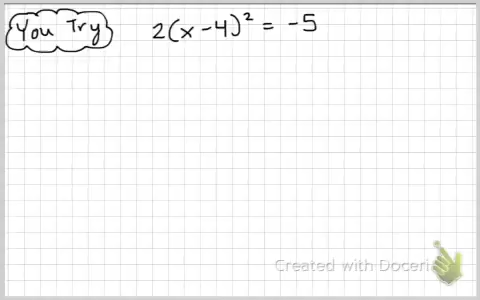 You Try 2(x-4)² = -5
Created with Doceri